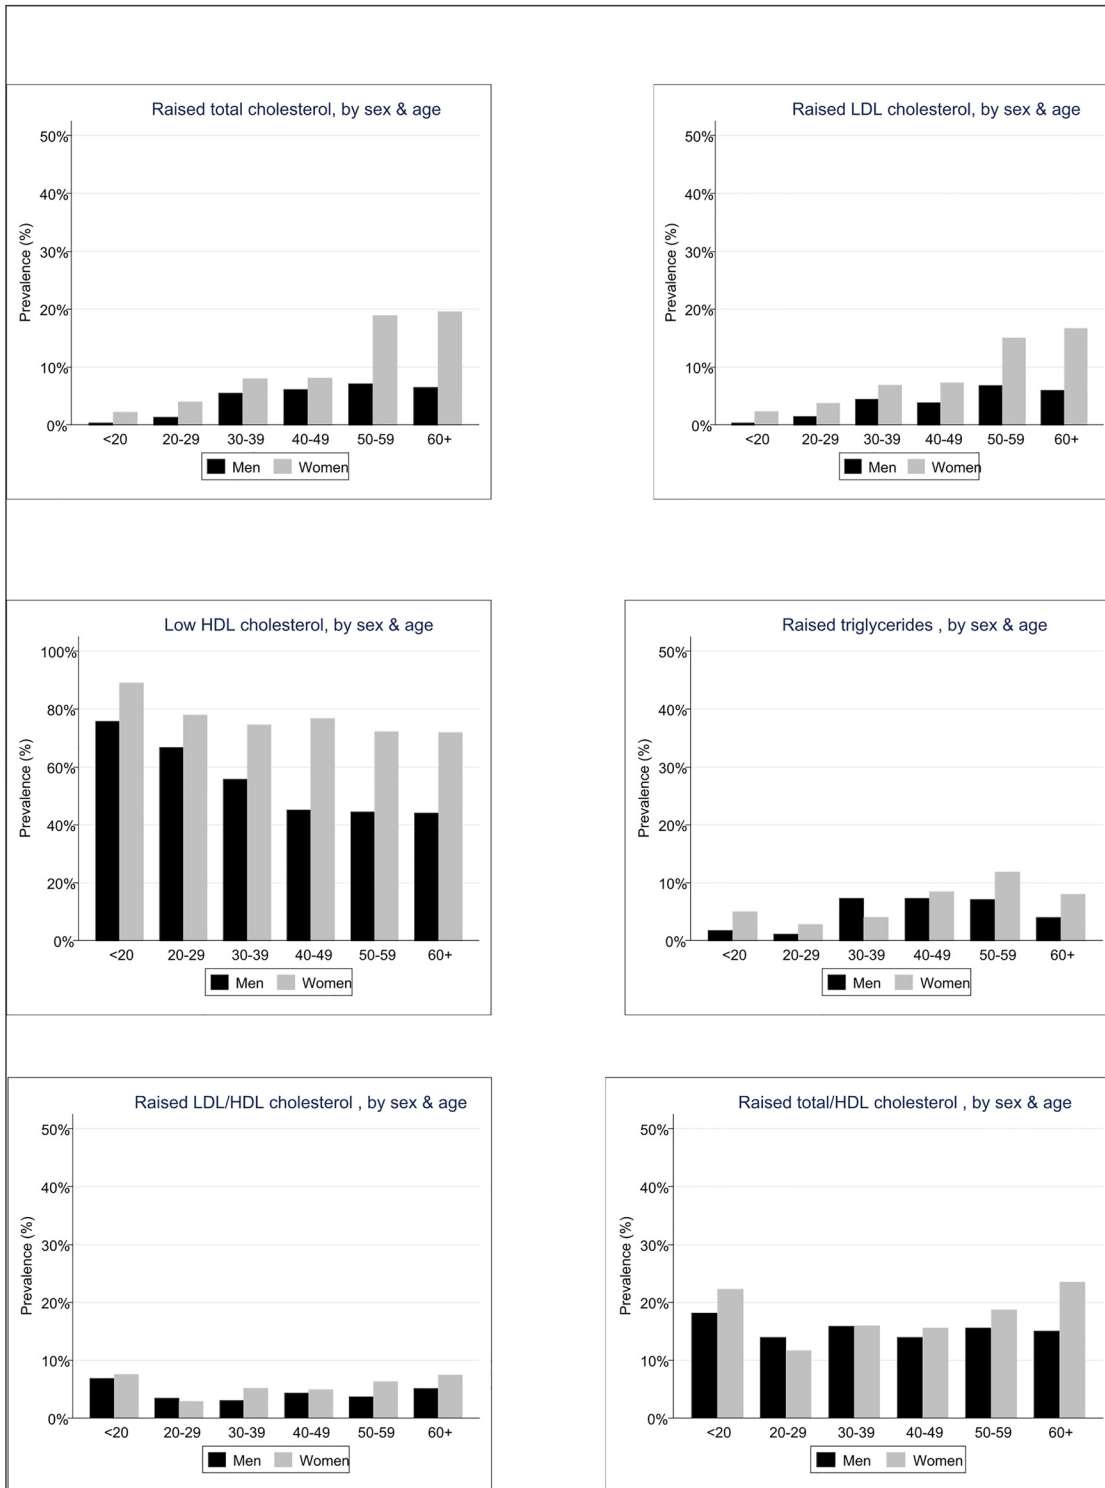 Raised total cholesterol, by sex & age
50%
40%
30%
20%
10%
0%
Prevalence (%)
<20 20-29 30-39 40-49 50-59 60+
Men Women
Raised LDL cholesterol, by sex & age
50%
40%
30%
20%
10%
0%
Prevalence (%)
<20 20-29 30-39 40-49 50-59 60+
Men Women
Low HDL cholesterol, by sex & age
100%
80%
60%
40%
20%
0%
Prevalence (%)
<20 20-29 30-39 40-49 50-59 60+
Men Women
Raised triglycerides , by sex & age
50%
40%
30%
20%
10%
0%
Prevalence (%)
<20 20-29 30-39 40-49 50-59 60+
Men Women
Raised LDL/HDL cholesterol , by sex & age
50%
40%
30%
20%
10%
0%
Prevalence (%)
<20 20-29 30-39 40-49 50-59 60+
Men Women
Raised total/HDL cholesterol , by sex & age
50%
40%
30%
20%
10%
0%
Prevalence (%)
<20 20-29 30-39 40-49 50-59 60+
Men Women